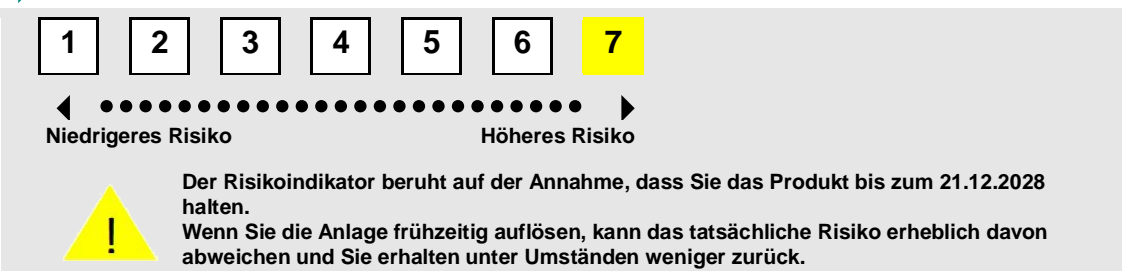 1 2 3 4 5 6 7
Niedrigeres Risiko Höheres Risiko
Der Risikoindikator beruht auf der Annahme, dass Sie das Produkt bis zum 21.12.2028
halten.
! Wenn Sie die Anlage frühzeitig auflösen, kann das tatsächliche Risiko erheblich davon
abweichen und Sie erhalten unter Umständen weniger zurück.